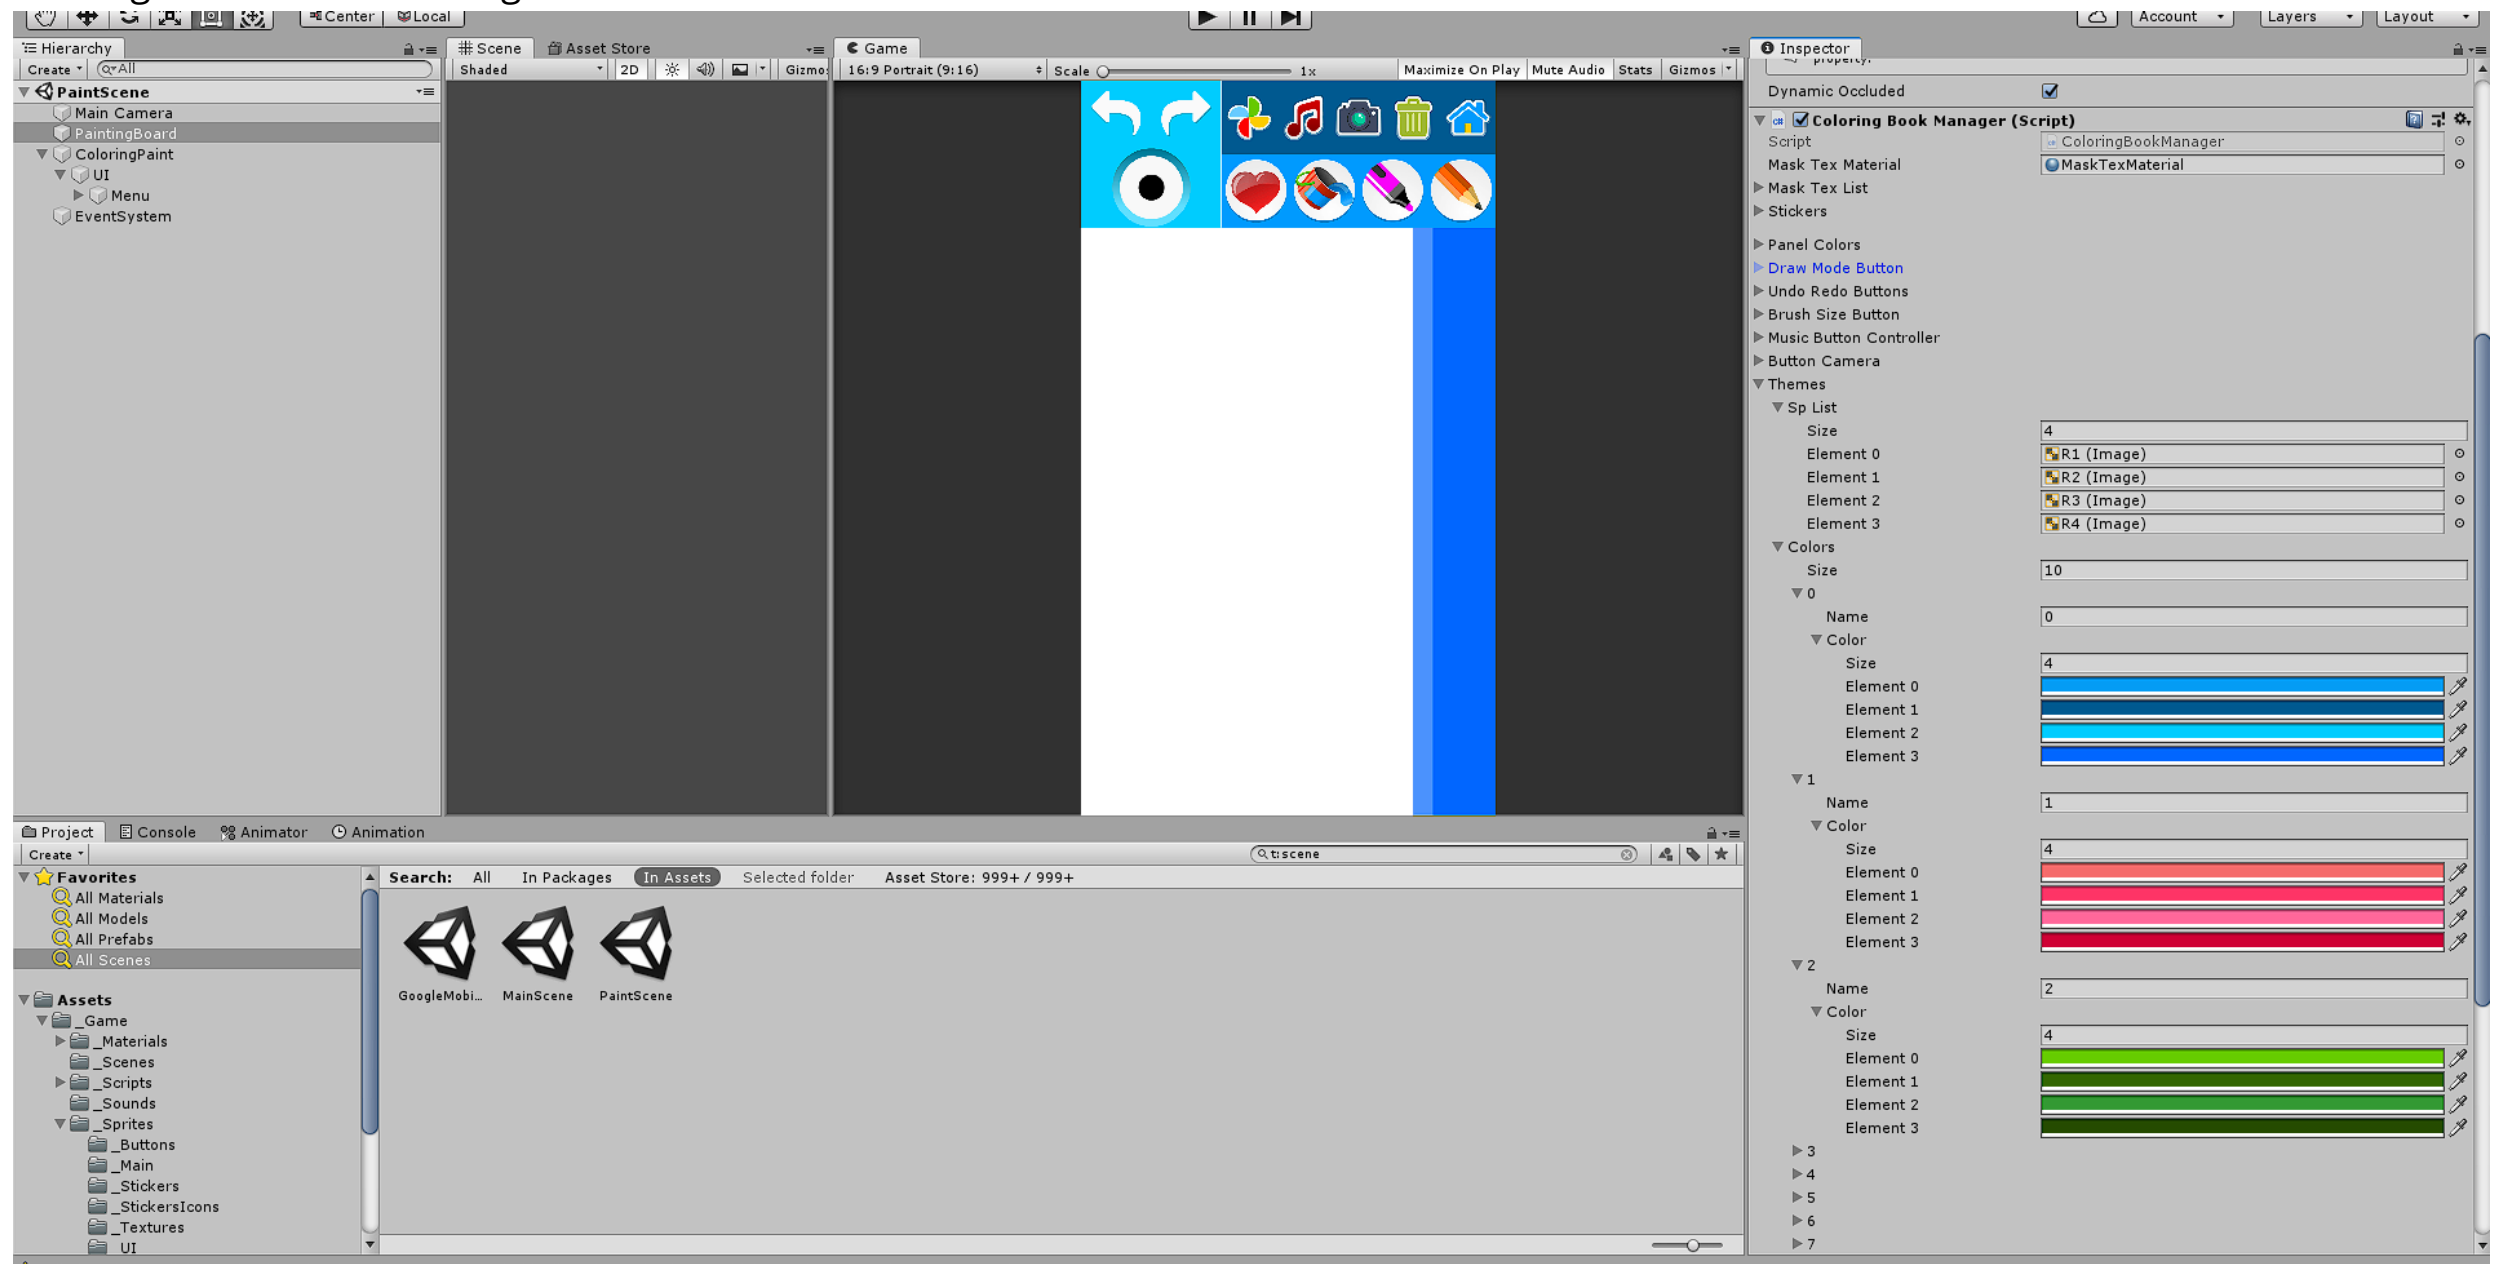 Center Local
Account Layers Layout
Hierarchy
Create All
PaintScene
Main Camera
PaintingBoard
ColoringPaint
UI
Menu
EventSystem
Scene Asset Store
Shaded 2D Gizmo
Game
16:9 Portrait (9:16) Scale 1x Maximize On Play Mute Audio Stats Gizmos
Inspector
property.
Dynamic Occluded
Coloring Book Manager (Script)
Script ColoringBookManager
Mask Tex Material MaskTexMaterial
Mask Tex List
Stickers
Panel Colors
Draw Mode Button
Undo Redo Buttons
Brush Size Button
Music Button Controller
Button Camera
Themes
Sp List
Size 4
Element 0 R1 (Image)
Element 1 R2 (Image)
Element 2 R3 (Image)
Element 3 R4 (Image)
Colors
Size 10
0
Name 0
Color
Size 4
Element 0
Element 1
Element 2
Element 3
1
Name 1
Color
Size 4
Element 0
Element 1
Element 2
Element 3
2
Name 2
Color
Size 4
Element 0
Element 1
Element 2
Element 3
3
4
5
6
7
Project Console Animator Animation
Create t:scene
Favorites
All Materials
All Models
All Prefabs
All Scenes
Assets
_Game
_Materials
_Scenes
_Scripts
_Sounds
_Sprites
_Buttons
_Main
_Stickers
_StickersIcons
_Textures
UI
Search: All In Packages In Assets Selected folder Asset Store: 999+ / 999+
GoogleMobi... MainScene PaintScene